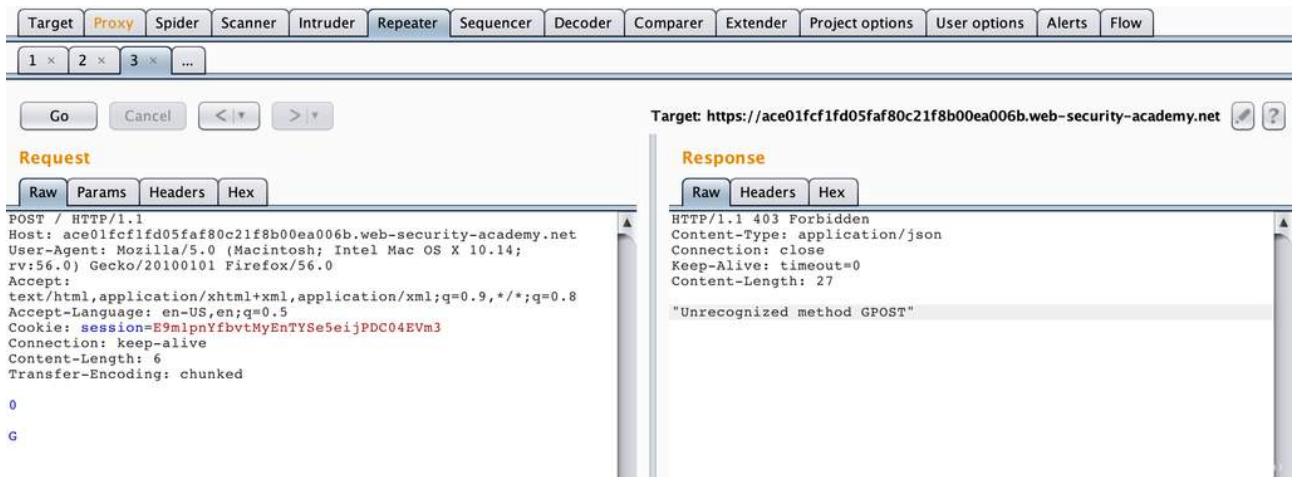 Target Proxy Spider Scanner Intruder Repeater Sequencer Decoder Comparer Extender Project options User options Alerts Flow
1 × 2 × 3 × ...
Go Cancel < > Target: https://ace01fcf1fd05faf80c21f8b00ea006b.web-security-academy.net ?
Request
Raw Params Headers Hex
POST / HTTP/1.1
Host: ace01fcf1fd05faf80c21f8b00ea006b.web-security-academy.net
User-Agent: Mozilla/5.0 (Macintosh; Intel Mac OS X 10.14;
rv:56.0) Gecko/20100101 Firefox/56.0
Accept:
text/html,application/xhtml+xml,application/xml;q=0.9,*/*;q=0.8
Accept-Language: en-US,en;q=0.5
Cookie: session=E9m1pnYfbvtMyEnTYSe5eijPDC04EVm3
Connection: keep-alive
Content-Length: 6
Transfer-Encoding: chunked
0
G
Response
Raw Headers Hex
HTTP/1.1 403 Forbidden
Content-Type: application/json
Connection: close
Keep-Alive: timeout=0
Content-Length: 27
"Unrecognized method GPOST"